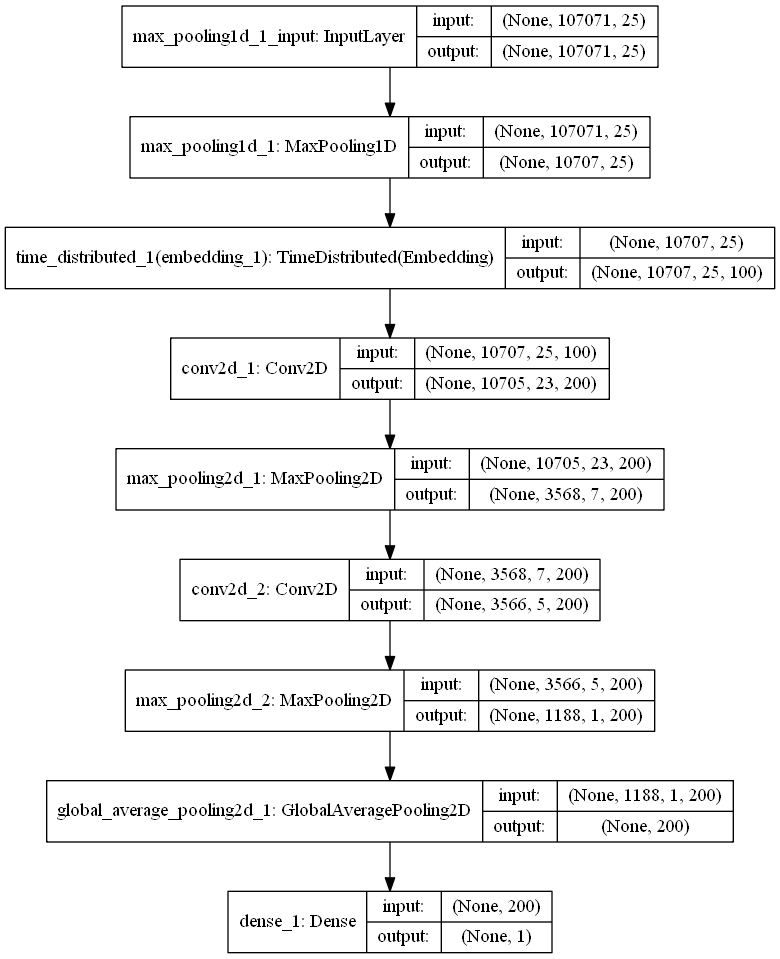 max_pooling1d_1_input: InputLayer
input: (None, 107071, 25)
output: (None, 107071, 25)
max_pooling1d_1: MaxPooling1D
input: (None, 107071, 25)
output: (None, 10707, 25)
time_distributed_1(embedding_1): TimeDistributed(Embedding)
input: (None, 10707, 25)
output: (None, 10707, 25, 100)
conv2d_1: Conv2D
input: (None, 10707, 25, 100)
output: (None, 10705, 23, 200)
max_pooling2d_1: MaxPooling2D
input: (None, 10705, 23, 200)
output: (None, 3568, 7, 200)
conv2d_2: Conv2D
input: (None, 3568, 7, 200)
output: (None, 3566, 5, 200)
max_pooling2d_2: MaxPooling2D
input: (None, 3566, 5, 200)
output: (None, 1188, 1, 200)
global_average_pooling2d_1: GlobalAveragePooling2D
input: (None, 1188, 1, 200)
output: (None, 200)
dense_1: Dense
input: (None, 200)
output: (None, 1)